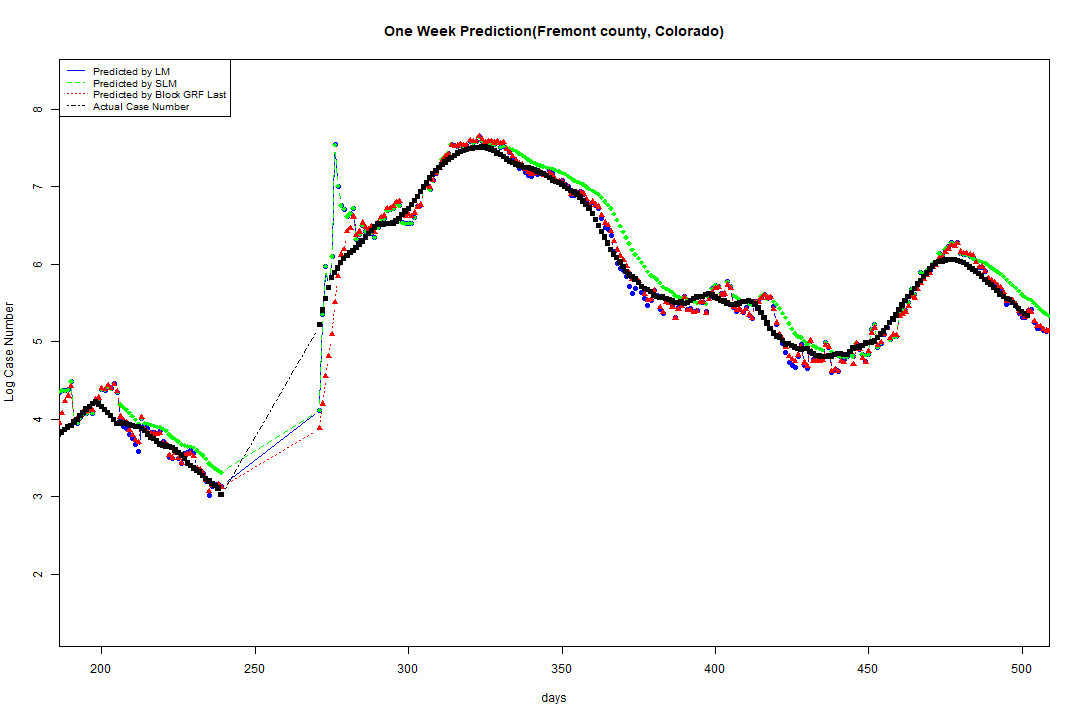 One Week Prediction(Fremont county, Colorado)
Predicted by LM
Predicted by SLM
Predicted by Block GRF Last
Actual Case Number
8
7
6
5
4
3
2
Log Case Number
200 250 300 350 400 450 500
days